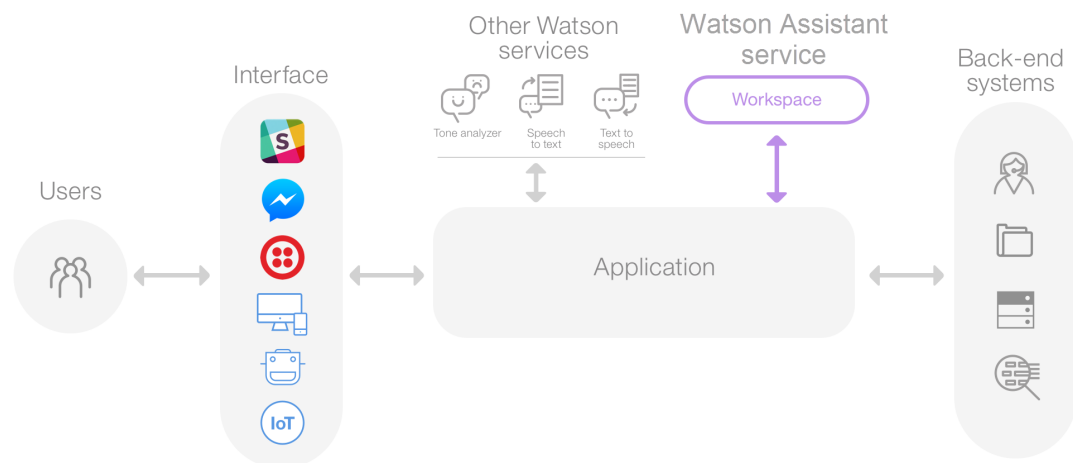 Users
Interface
S
IoT
Other Watson
services
Tone analyzer
Speech
to text
Text to
speech
Watson Assistant
service
Workspace
Application
Back-end
systems